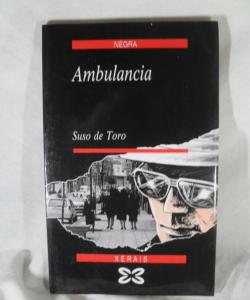 NEGRA
Ambulancia
Suso de Toro
XERAIS